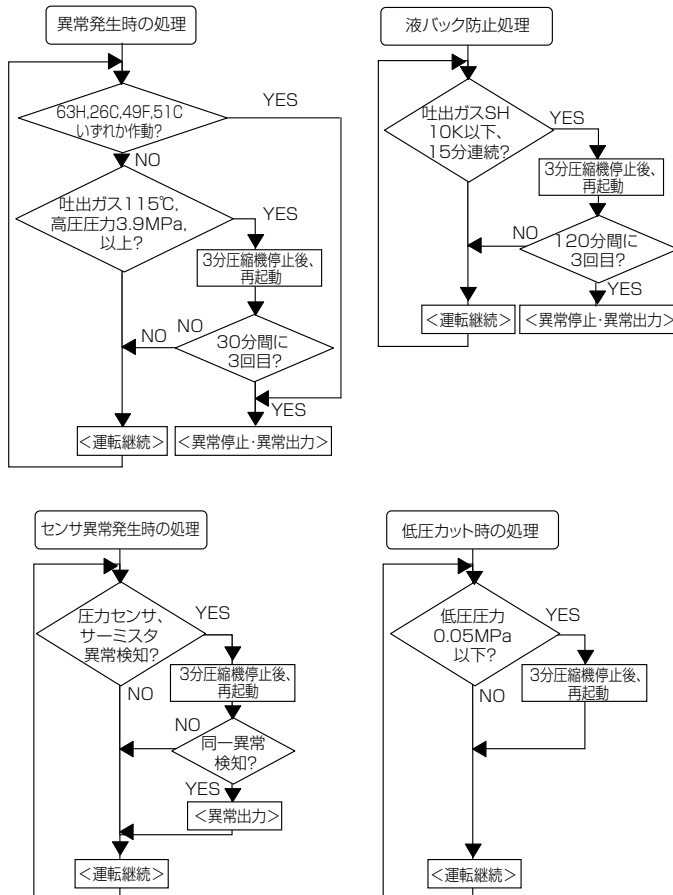 異常発生時の処理
63H,26C,49F,51C
いずれか作動?
YES
NO
吐出ガス115℃,
高圧圧力3.9MPa,
以上?
YES
3分圧縮機停止後、
再起動
NO
NO
30分間に
3回目?
YES
<運転継続>
<異常停止・異常出力>
液バック防止処理
吐出ガスSH
10K以下、
15分連続?
YES
3分圧縮機停止後、
再起動
NO
120分間に
3回目?
YES
<運転継続>
<異常停止・異常出力>
センサ異常発生時の処理
圧力センサ、
サーミスタ
異常検知?
YES
3分圧縮機停止後、
再起動
NO
NO
同一異常
検知?
YES
<異常出力>
<運転継続>
低圧カット時の処理
低圧圧力
0.05MPa
以下?
YES
NO
3分圧縮機停止後、
再起動
<運転継続>